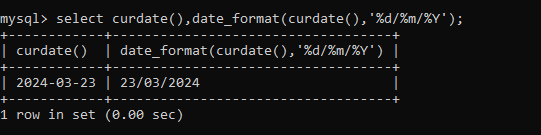 mysql> select curdate(),date_format(curdate(),'%d/%m/%Y');
+------------+-----------------------------------+
| curdate()  | date_format(curdate(),'%d/%m/%Y') |
+------------+-----------------------------------+
| 2024-03-23 | 23/03/2024                        |
+------------+-----------------------------------+
1 row in set (0.00 sec)